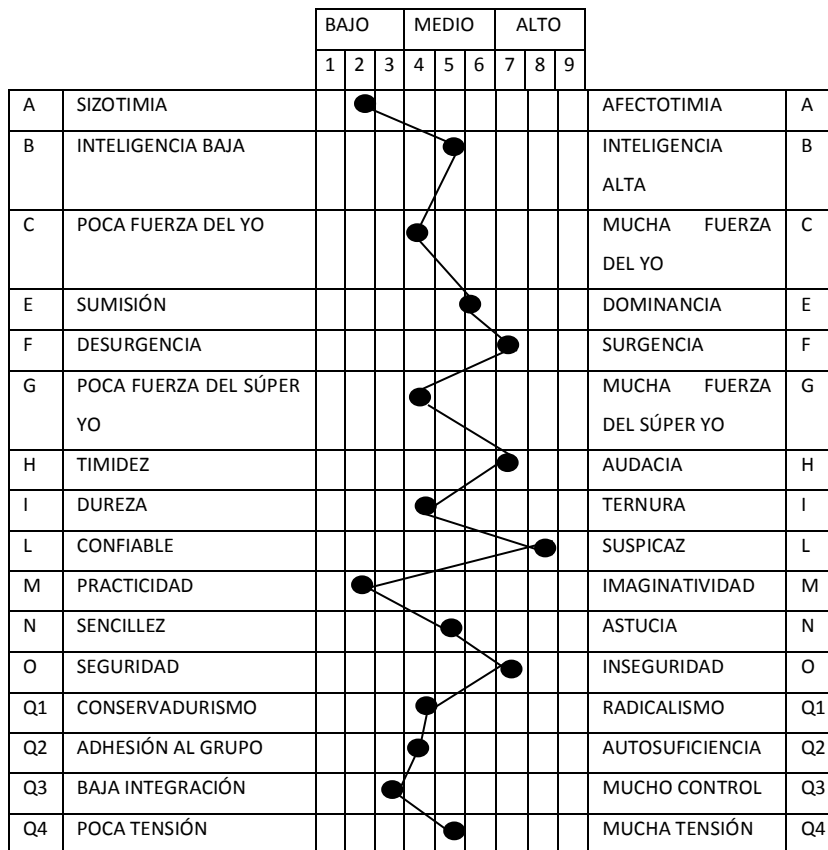 BAJO MEDIO ALTO
1 2 3 4 5 6 7 8 9
A SIZOTIMIA AFECTOTIMIA A
B INTELIGENCIA BAJA INTELIGENCIA B
ALTA
C POCA FUERZA DEL YO MUCHA FUERZA C
DEL YO
E SUMISIÓN DOMINANCIA E
F DESURGENCIA SURGENCIA F
G POCA FUERZA DEL SÚPER MUCHA FUERZA G
YO DEL SÚPER YO
H TIMIDEZ AUDACIA H
I DUREZA TERNURA I
L CONFIABLE SUSPICAZ L
M PRACTICIDAD IMAGINATIVIDAD M
N SENCILLEZ ASTUCIA N
O SEGURIDAD INSEGURIDAD O
Q1 CONSERVADURISMO RADICALISMO Q1
Q2 ADHESIÓN AL GRUPO AUTOSUFICIENCIA Q2
Q3 BAJA INTEGRACIÓN MUCHO CONTROL Q3
Q4 POCA TENSIÓN MUCHA TENSIÓN Q4